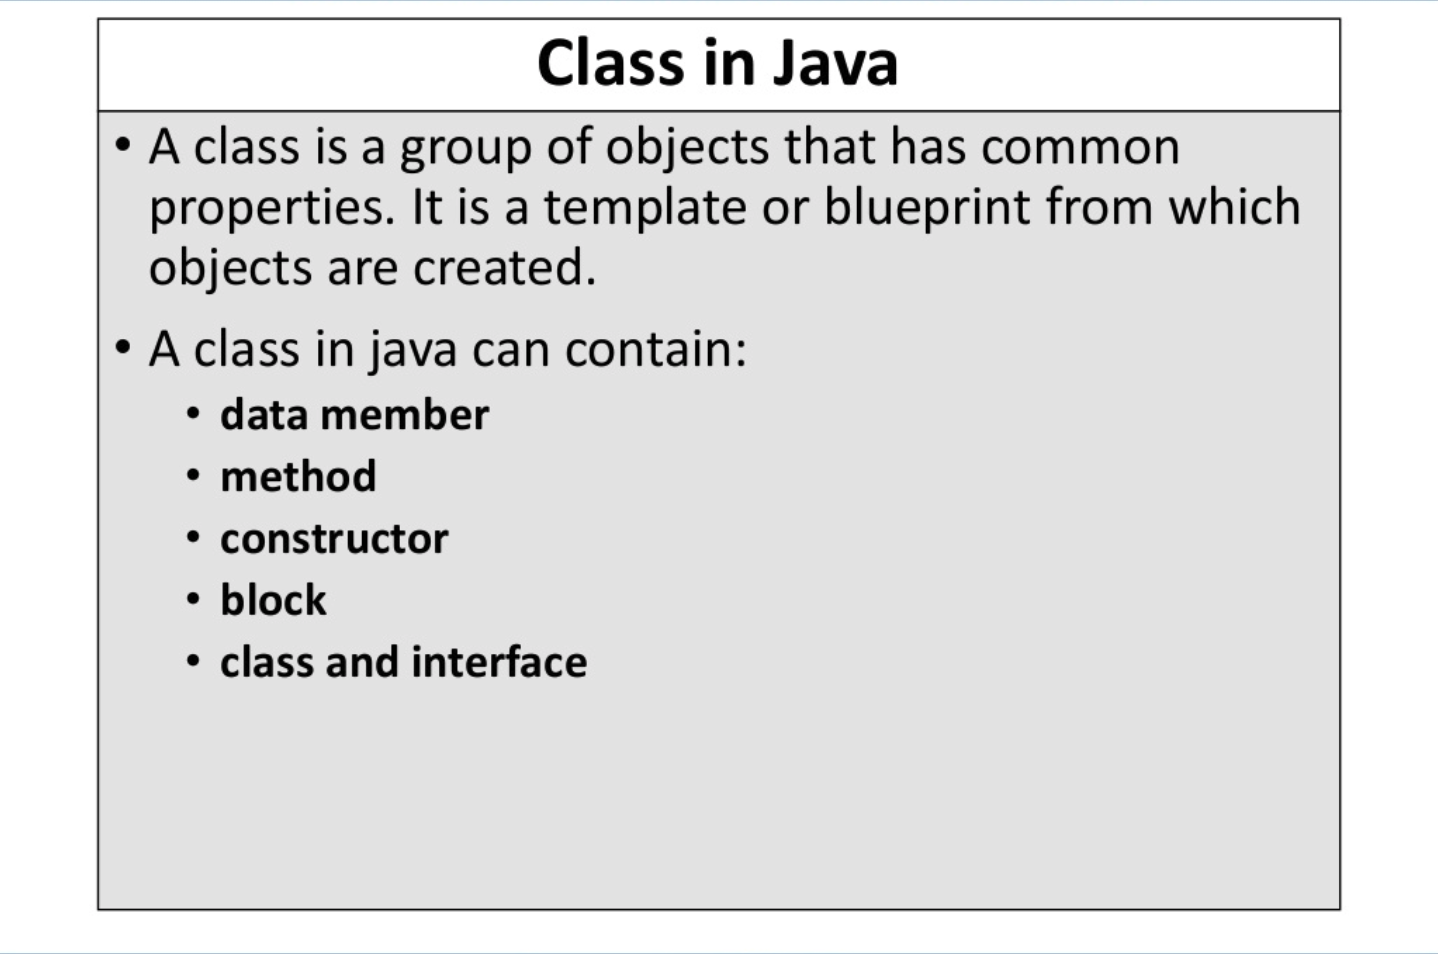 Class in Java
• A class is a group of objects that has common
properties. It is a template or blueprint from which
objects are created.
• A class in java can contain:
• data member
• method
• constructor
• block
• class and interface